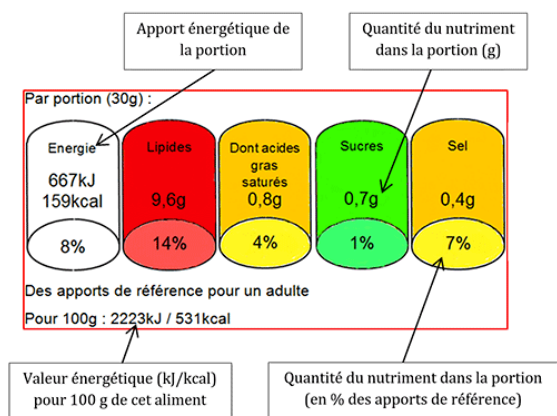 Apport énergétique de
la portion
Quantité du nutriment
dans la portion (g)
Par portion (30g) :
Energie
667kJ
159kcal
8%
Lipides
9,6g
14%
Dont acides
gras
saturés
0,8g
4%
Sucres
0,7g
1%
Sel
0,4g
7%
Des apports de référence pour un adulte
Pour 100g : 2223kJ / 531kcal
Valeur énergétique (kJ/kcal)
pour 100 g de cet aliment
Quantité du nutriment dans la portion
(en % des apports de référence)